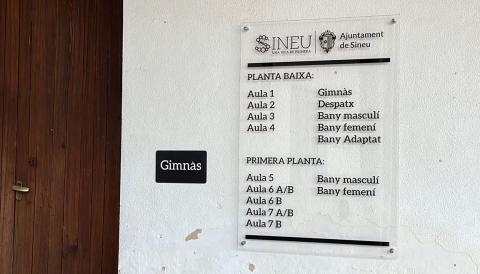 SINEU
UNA VILA DE PRIMERA
Ajuntament
de Sineu
PLANTA BAIXA:
Aula 1 Gimnàs
Aula 2 Despatx
Aula 3 Bany masculí
Aula 4 Bany femení
Bany Adaptat
Gimnàs
PRIMERA PLANTA:
Aula 5 Bany masculí
Aula 6 A/B Bany femení
Aula 6 B
Aula 7 A/B
Aula 7 B